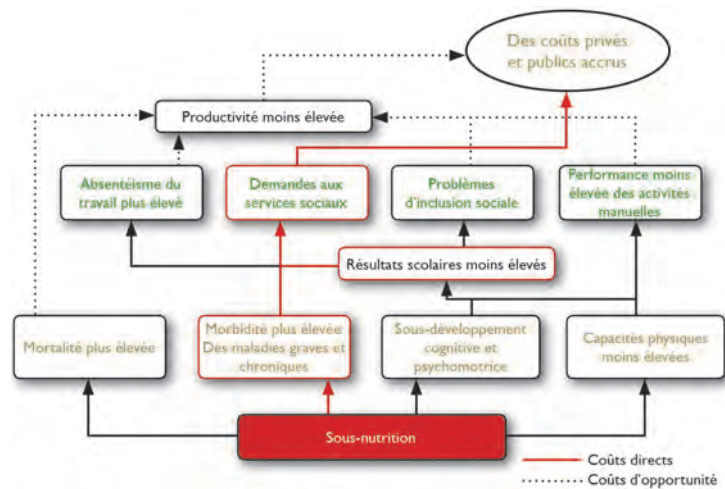 Des coûts privés
et publics accrus
Productivité moins élevée
Absentéisme du
travail plus élevé
Demandes aux
services sociaux
Problèmes
d'inclusion sociale
Performance moins
élevée des activités
manuelles
Résultats scolaires moins élevés
Mortalité plus élevée
Morbidité plus élevée:
Des maladies graves et
chroniques
Sous-développement
cognitive et
psychomotrice
Capacités physiques
moins élevées
Sous-nutrition
Coûts directs
Coûts d'opportunité